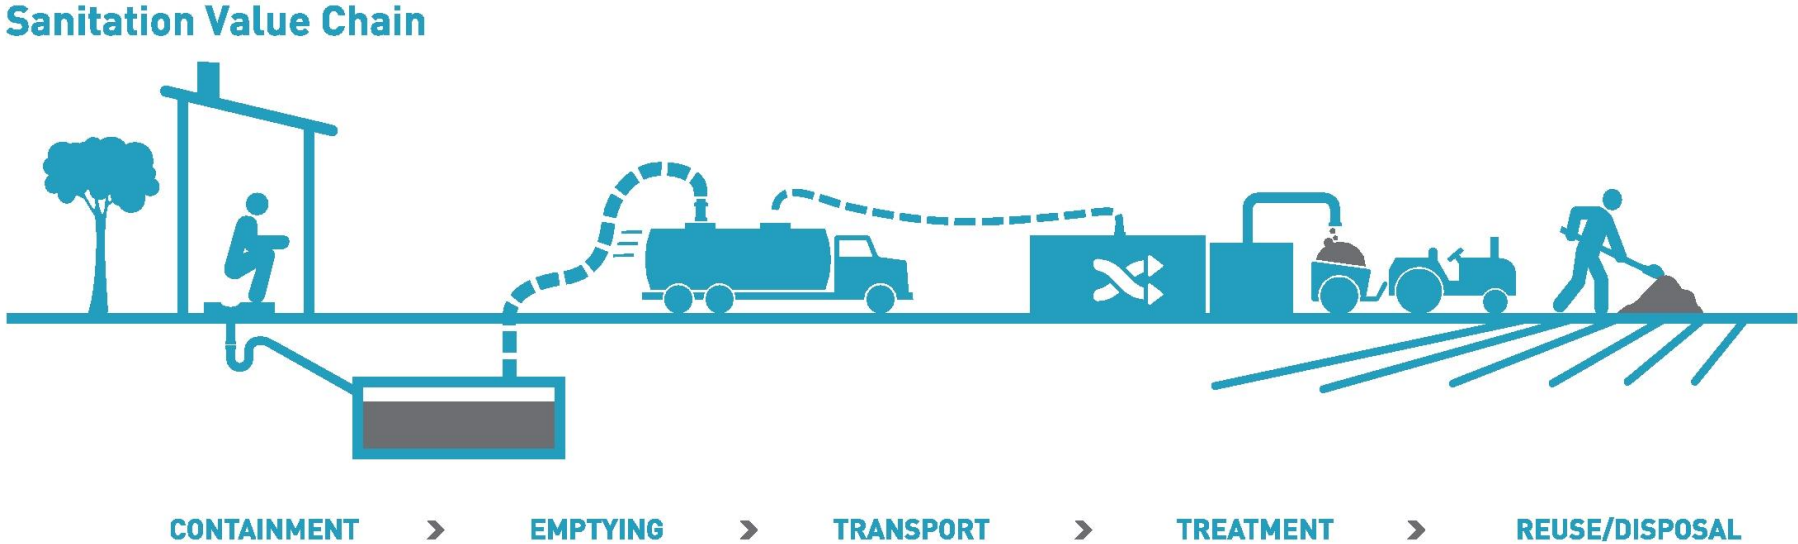 Sanitation Value Chain
CONTAINMENT > EMPTYING > TRANSPORT > TREATMENT > REUSE/DISPOSAL